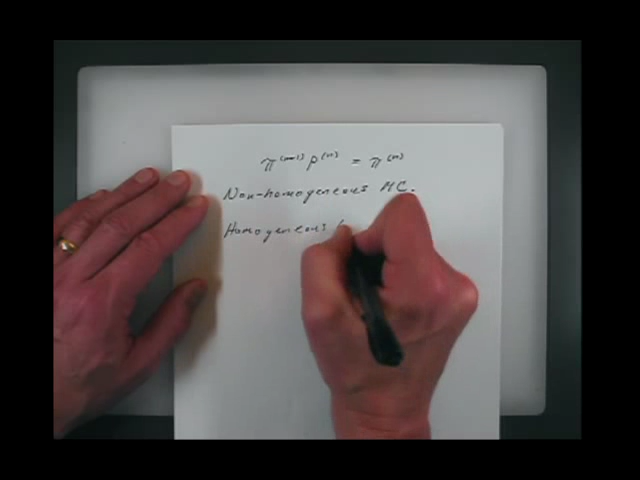 π⁽ⁿ⁻¹⁾ P⁽ⁿ⁾ = π⁽ⁿ⁾
Non-homogeneous MC.
Homogeneous